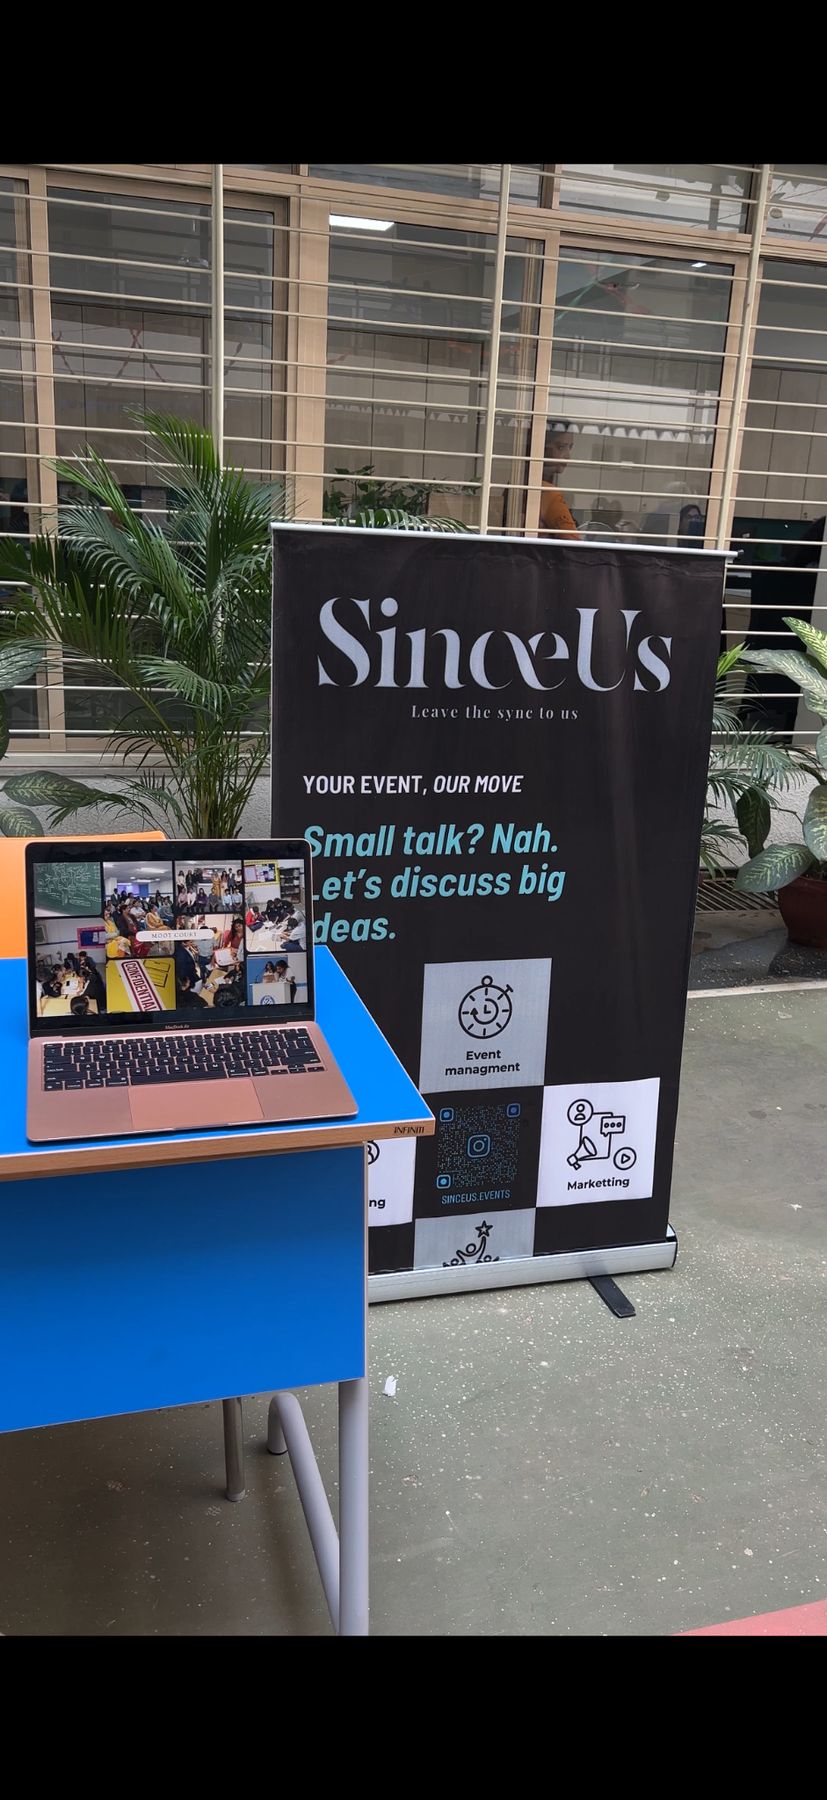 SinceUs
Leave the sync to us
YOUR EVENT, OUR MOVE
Small talk? Nah.
Let's discuss big
ideas.
MOOT COURT
CONFIDENTIAL
MacBook Air
INFINITI
Event
managment
ng
SINCEUS.EVENTS
Marketting